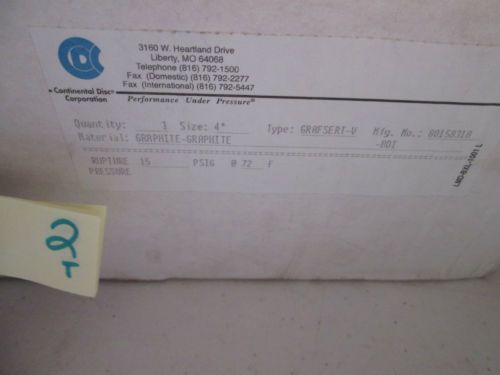 3160 W. Heartland Drive
Liberty, MO 64068
Telephone (816) 792-1500
Fax (Domestic) (816) 792-2277
Fax (International) (816) 792-5447
Continental Disc®
Corporation
Performance Under Pressure®
Quantity: 1 Size: 4" Type: GRAFSERT-V Mfg. No.: 80158318
Material: GRAPHITE-GRAPHITE -BOT
RUPTURE 15 PSIG @ 72 F
PRESSURE
2
T